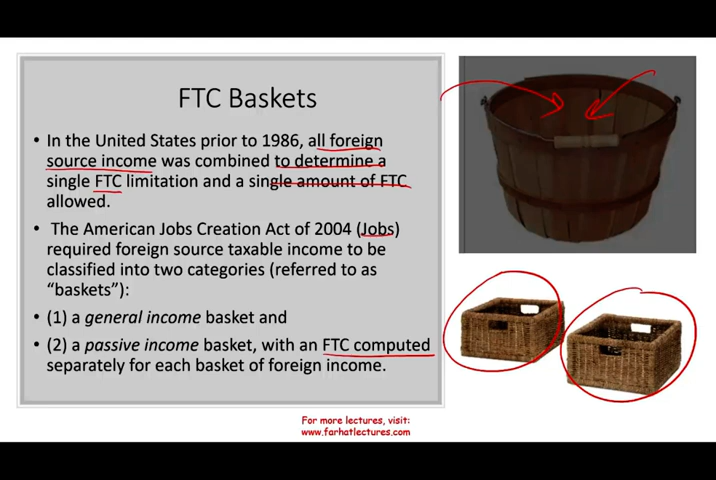 FTC Baskets
• In the United States prior to 1986, all foreign
source income was combined to determine a
single FTC limitation and a single amount of FTC
allowed.
• The American Jobs Creation Act of 2004 (Jobs)
required foreign source taxable income to be
classified into two categories (referred to as
“baskets”):
• (1) a general income basket and
• (2) a passive income basket, with an FTC computed
separately for each basket of foreign income.
For more lectures, visit:
www.farhatlectures.com